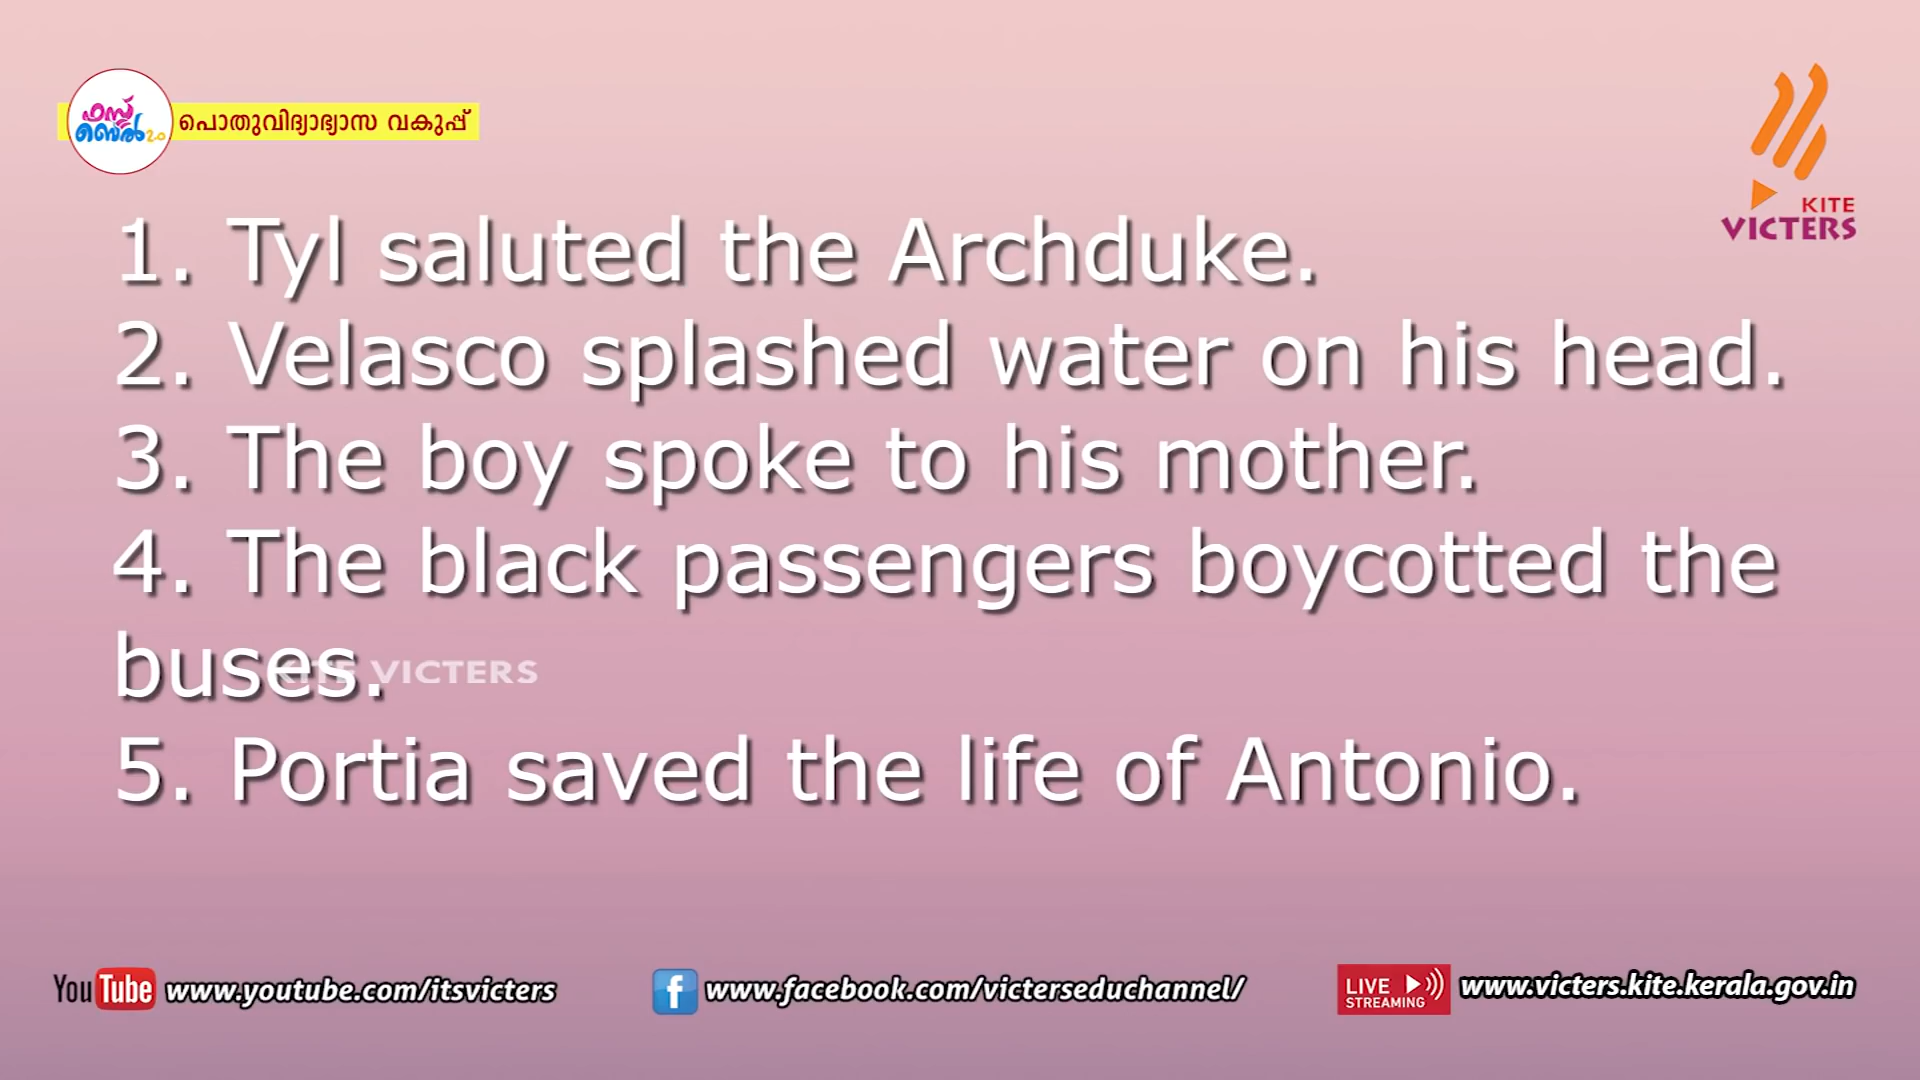 ഫസ്റ്റ്
ബെൽ 2.0
പൊതുവിദ്യാഭ്യാസ വകുപ്പ്
KITE
VICTERS
1. Tyl saluted the Archduke.
2. Velasco splashed water on his head.
3. The boy spoke to his mother.
4. The black passengers boycotted the
buses.
KITE VICTERS
5. Portia saved the life of Antonio.
YouTube www.youtube.com/itsvicters
f www.facebook.com/victerseduchannel/
LIVE
STREAMING
www.victers.kite.kerala.gov.in